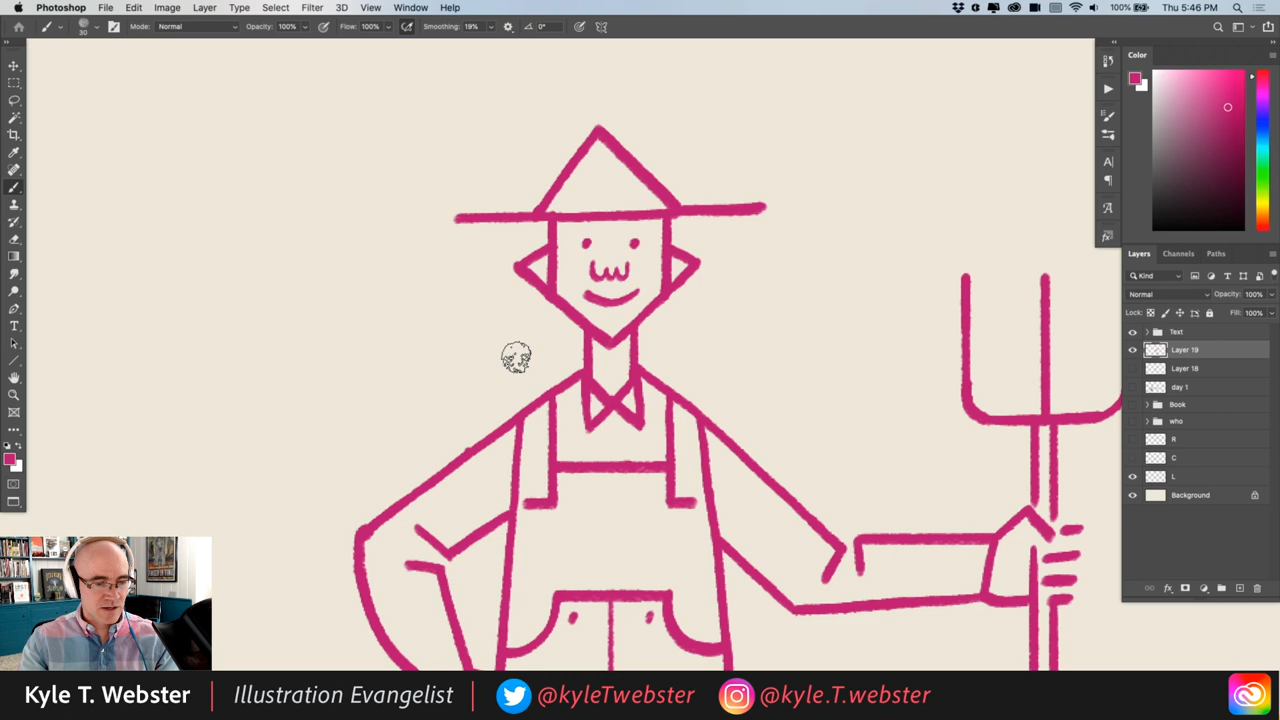 Photoshop File Edit Image Layer Type Select Filter 3D View Window Help 100% Thu 5:46 PM
30 Mode: Normal Opacity: 100% Flow: 100% Smoothing: 19% 0°
Color
Layers Channels Paths
Kind
Normal Opacity: 100%
Lock: Fill: 100%
Text
Layer 19
Layer 18
day 1
Book
who
R
C
L
Background
Kyle T. Webster | Illustration Evangelist @kyleTwebster @kyle.T.webster